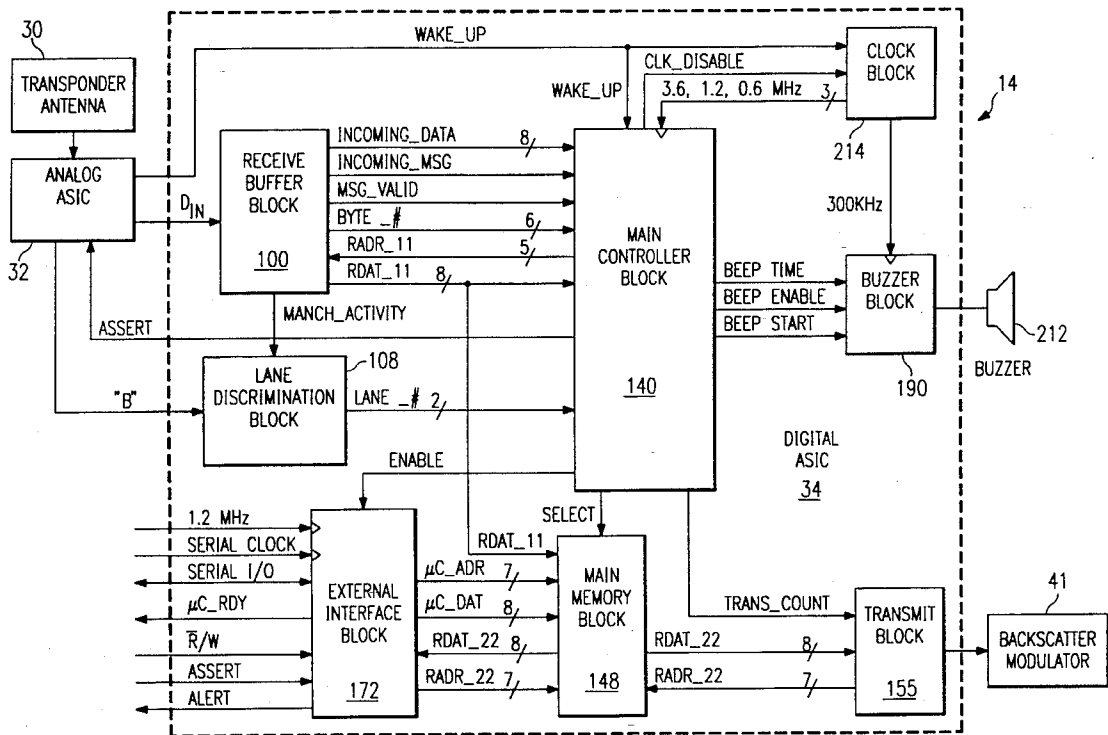 30
TRANSPONDER
ANTENNA
ANALOG
ASIC
32
WAKE_UP
WAKE_UP
CLK_DISABLE
3.6, 1.2, 0.6 MHz
3
CLOCK
BLOCK
214
14
D_IN
RECEIVE
BUFFER
BLOCK
100
INCOMING_DATA
8
INCOMING_MSG
MSG_VALID
BYTE _#
6
RADR_11
5
RDAT_11
8
MAIN
CONTROLLER
BLOCK
140
300KHz
BEEP TIME
BEEP ENABLE
BEEP START
BUZZER
BLOCK
190
212
BUZZER
ASSERT
MANCH_ACTIVITY
108
LANE
DISCRIMINATION
BLOCK
"B"
LANE _#
2
DIGITAL
ASIC
34
ENABLE
SELECT
RDAT_11
1.2 MHz
SERIAL CLOCK
SERIAL I/O
μC_RDY
R̅/W
ASSERT
ALERT
EXTERNAL
INTERFACE
BLOCK
172
μC_ADR
7
μC_DAT
8
RDAT_22
8
RADR_22
7
MAIN
MEMORY
BLOCK
148
TRANS_COUNT
RDAT_22
8
RADR_22
7
TRANSMIT
BLOCK
155
41
BACKSCATTER
MODULATOR